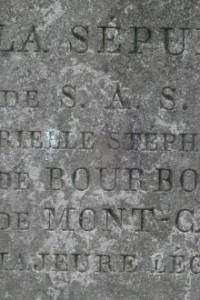 LA SÉPU
DE S. A. S.
RIELLE STEPH
DE BOURBO
DE MONT-C
MAJEURE LÉG